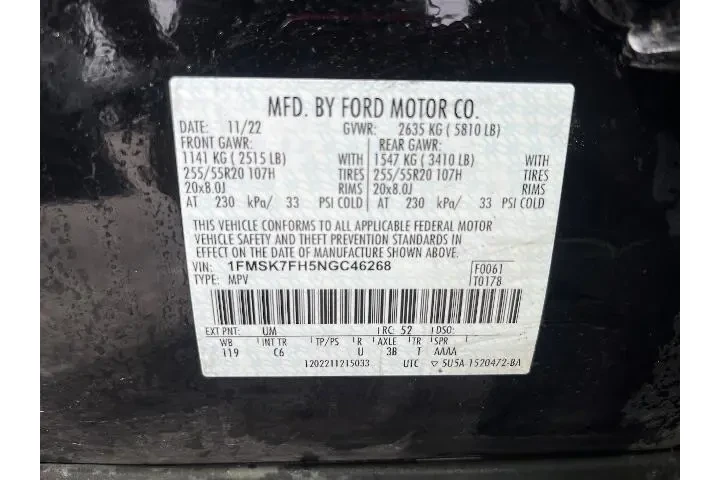 MFD. BY FORD MOTOR CO.
DATE: 11/22 GVWR: 2635 KG ( 5810 LB)
FRONT GAWR: REAR GAWR:
1141 KG ( 2515 LB) WITH 1547 KG ( 3410 LB) WITH
255/55R20 107H TIRES 255/55R20 107H TIRES
20x8.0J RIMS 20x8.0J RIMS
AT 230 kPa/ 33 PSI COLD AT 230 kPa/ 33 PSI COLD
THIS VEHICLE CONFORMS TO ALL APPLICABLE FEDERAL MOTOR
VEHICLE SAFETY AND THEFT PREVENTION STANDARDS IN
EFFECT ON THE DATE OF MANUFACTURE SHOWN ABOVE.
VIN: 1FMSK7FH5NGC46268 F0061
TYPE: MPV T0178
EXT PNT: UM RC: 52 DSO:
WB INT TR TP/PS R AXLE TR SPR
119 C6 U 3B T AAAA
1202211215033 UTC ▽ 5U5A 1520472-BA